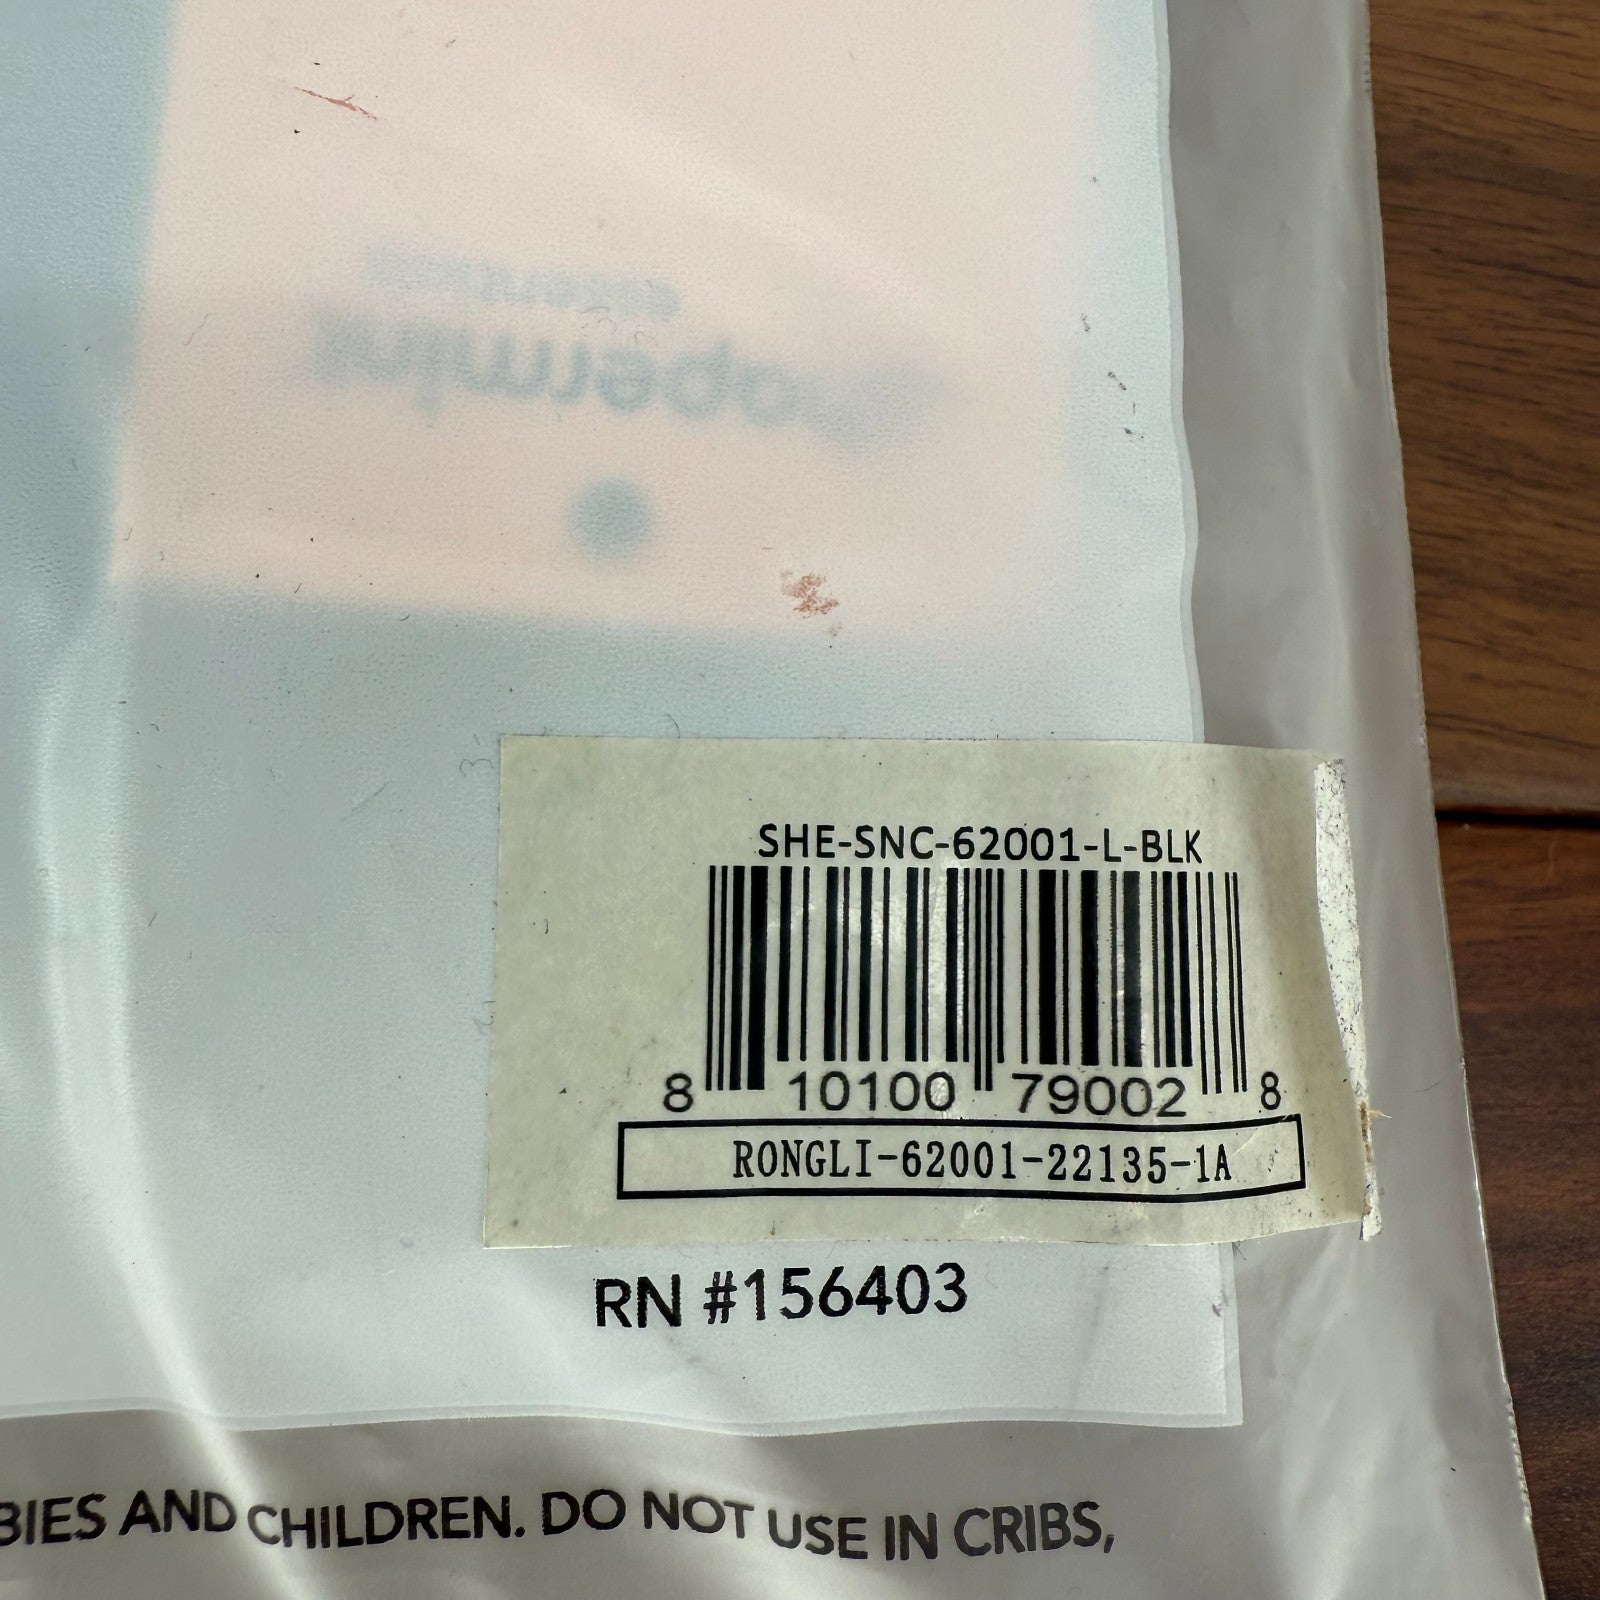 SHE-SNC-62001-L-BLK
8 10100 79002 8
RONGLI-62001-22135-1A
RN #156403
BIES AND CHILDREN. DO NOT USE IN CRIBS,